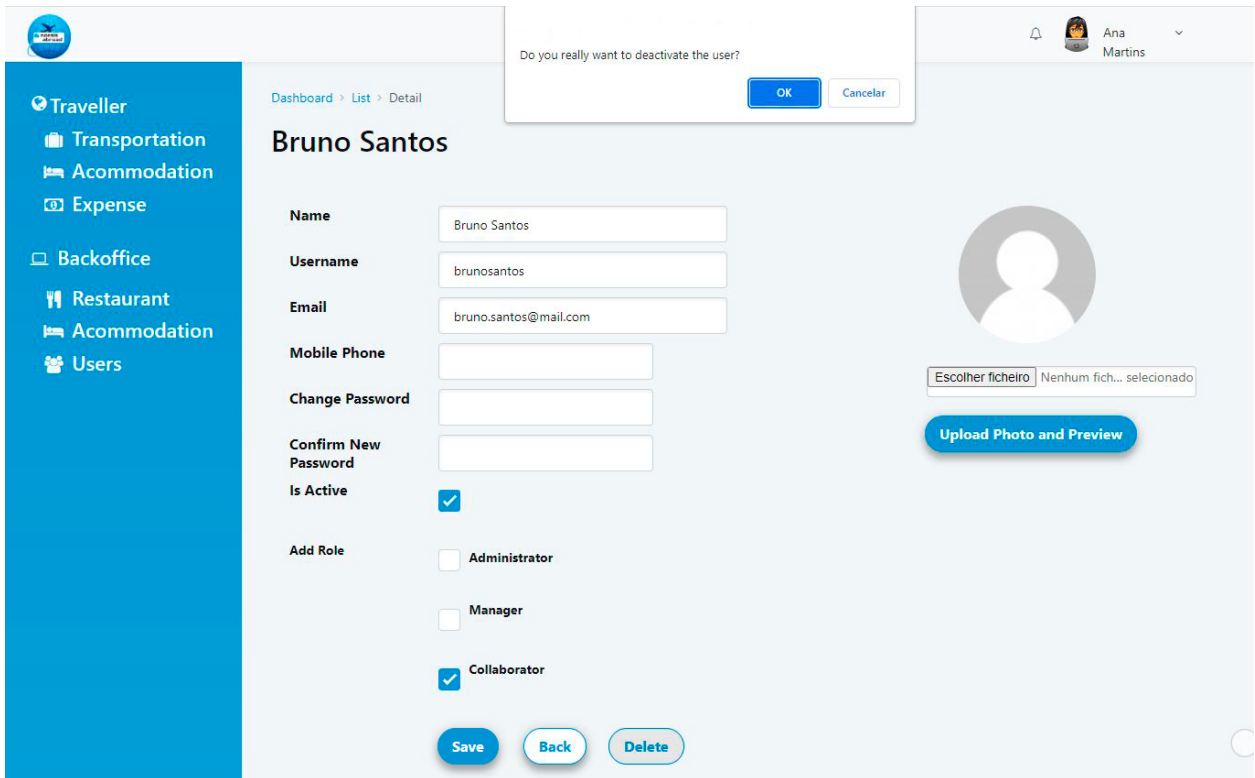 Do you really want to deactivate the user?
OK
Cancelar
Ana
Martins
Traveller
Transportation
Acommodation
Expense
Backoffice
Restaurant
Acommodation
Users
Dashboard > List > Detail
Bruno Santos
Name
Bruno Santos
Username
brunosantos
Email
bruno.santos@mail.com
Mobile Phone
Change Password
Confirm New
Password
Is Active
Add Role
Administrator
Manager
Collaborator
Save
Back
Delete
Escolher ficheiro Nenhum fich... selecionado
Upload Photo and Preview